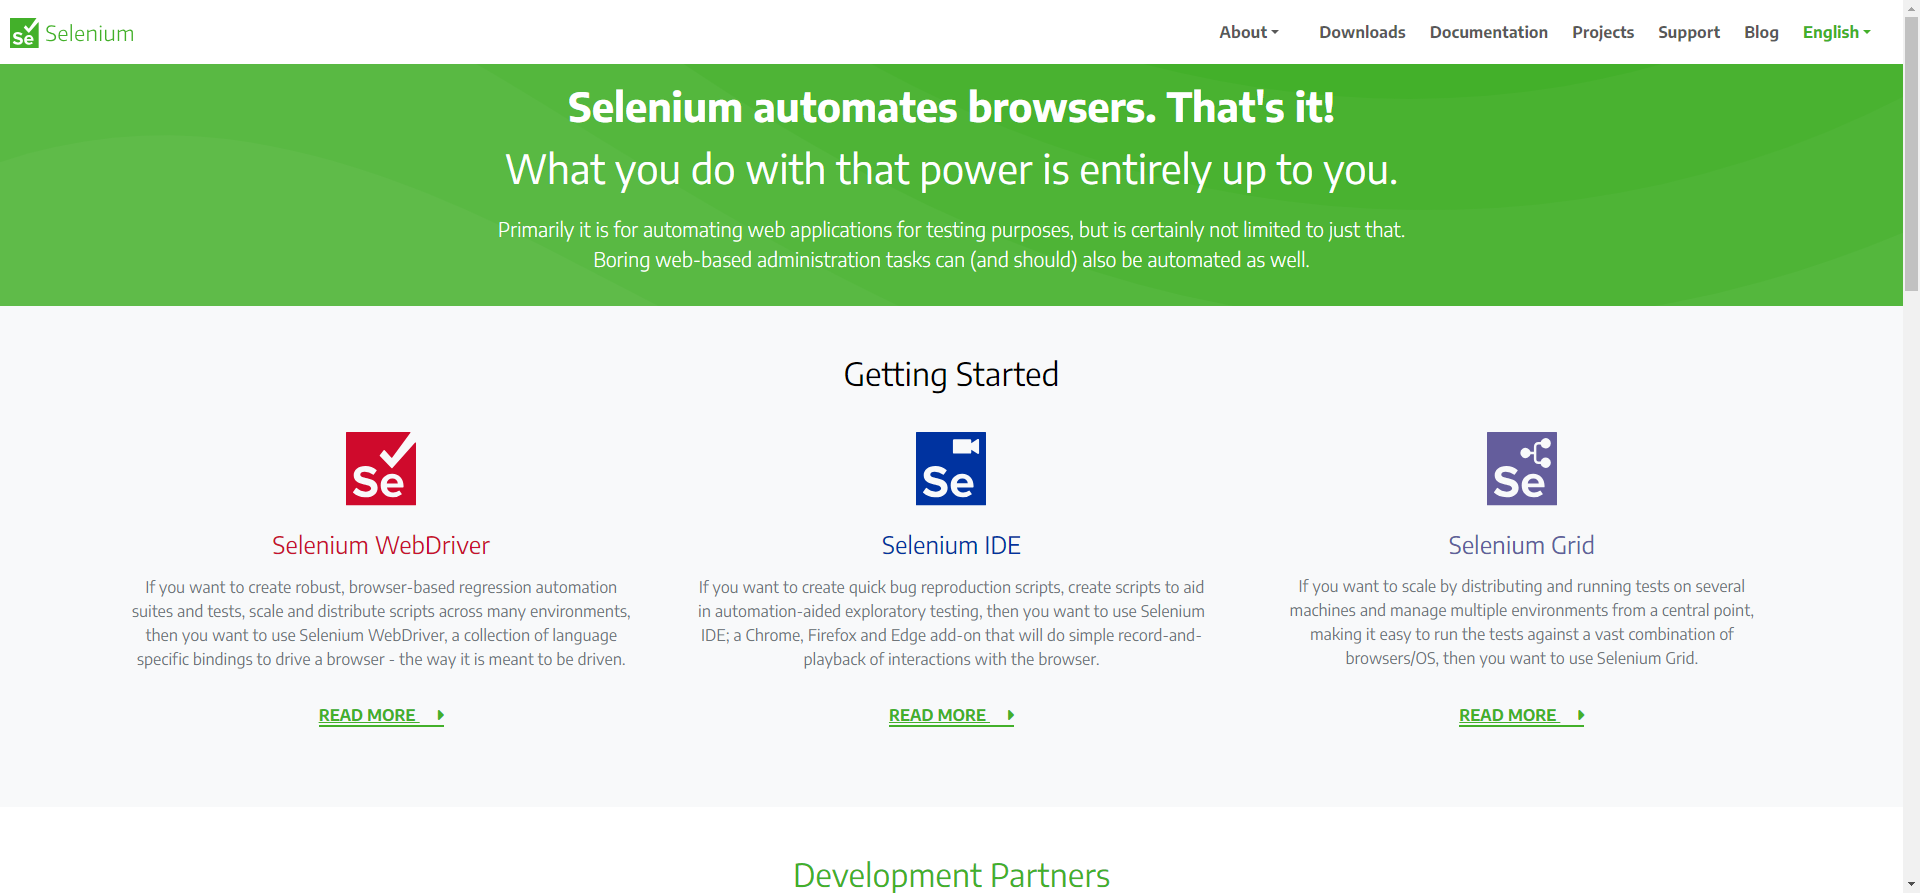 Se Selenium
About
Downloads
Documentation
Projects
Support
Blog
English
Selenium automates browsers. That's it!
What you do with that power is entirely up to you.
Primarily it is for automating web applications for testing purposes, but is certainly not limited to just that.
Boring web-based administration tasks can (and should) also be automated as well.
Getting Started
Se
Selenium WebDriver
If you want to create robust, browser-based regression automation
suites and tests, scale and distribute scripts across many environments,
then you want to use Selenium WebDriver, a collection of language
specific bindings to drive a browser - the way it is meant to be driven.
READ MORE
Se
Selenium IDE
If you want to create quick bug reproduction scripts, create scripts to aid
in automation-aided exploratory testing, then you want to use Selenium
IDE; a Chrome, Firefox and Edge add-on that will do simple record-and-
playback of interactions with the browser.
READ MORE
Se
Selenium Grid
If you want to scale by distributing and running tests on several
machines and manage multiple environments from a central point,
making it easy to run the tests against a vast combination of
browsers/OS, then you want to use Selenium Grid.
READ MORE
Development Partners